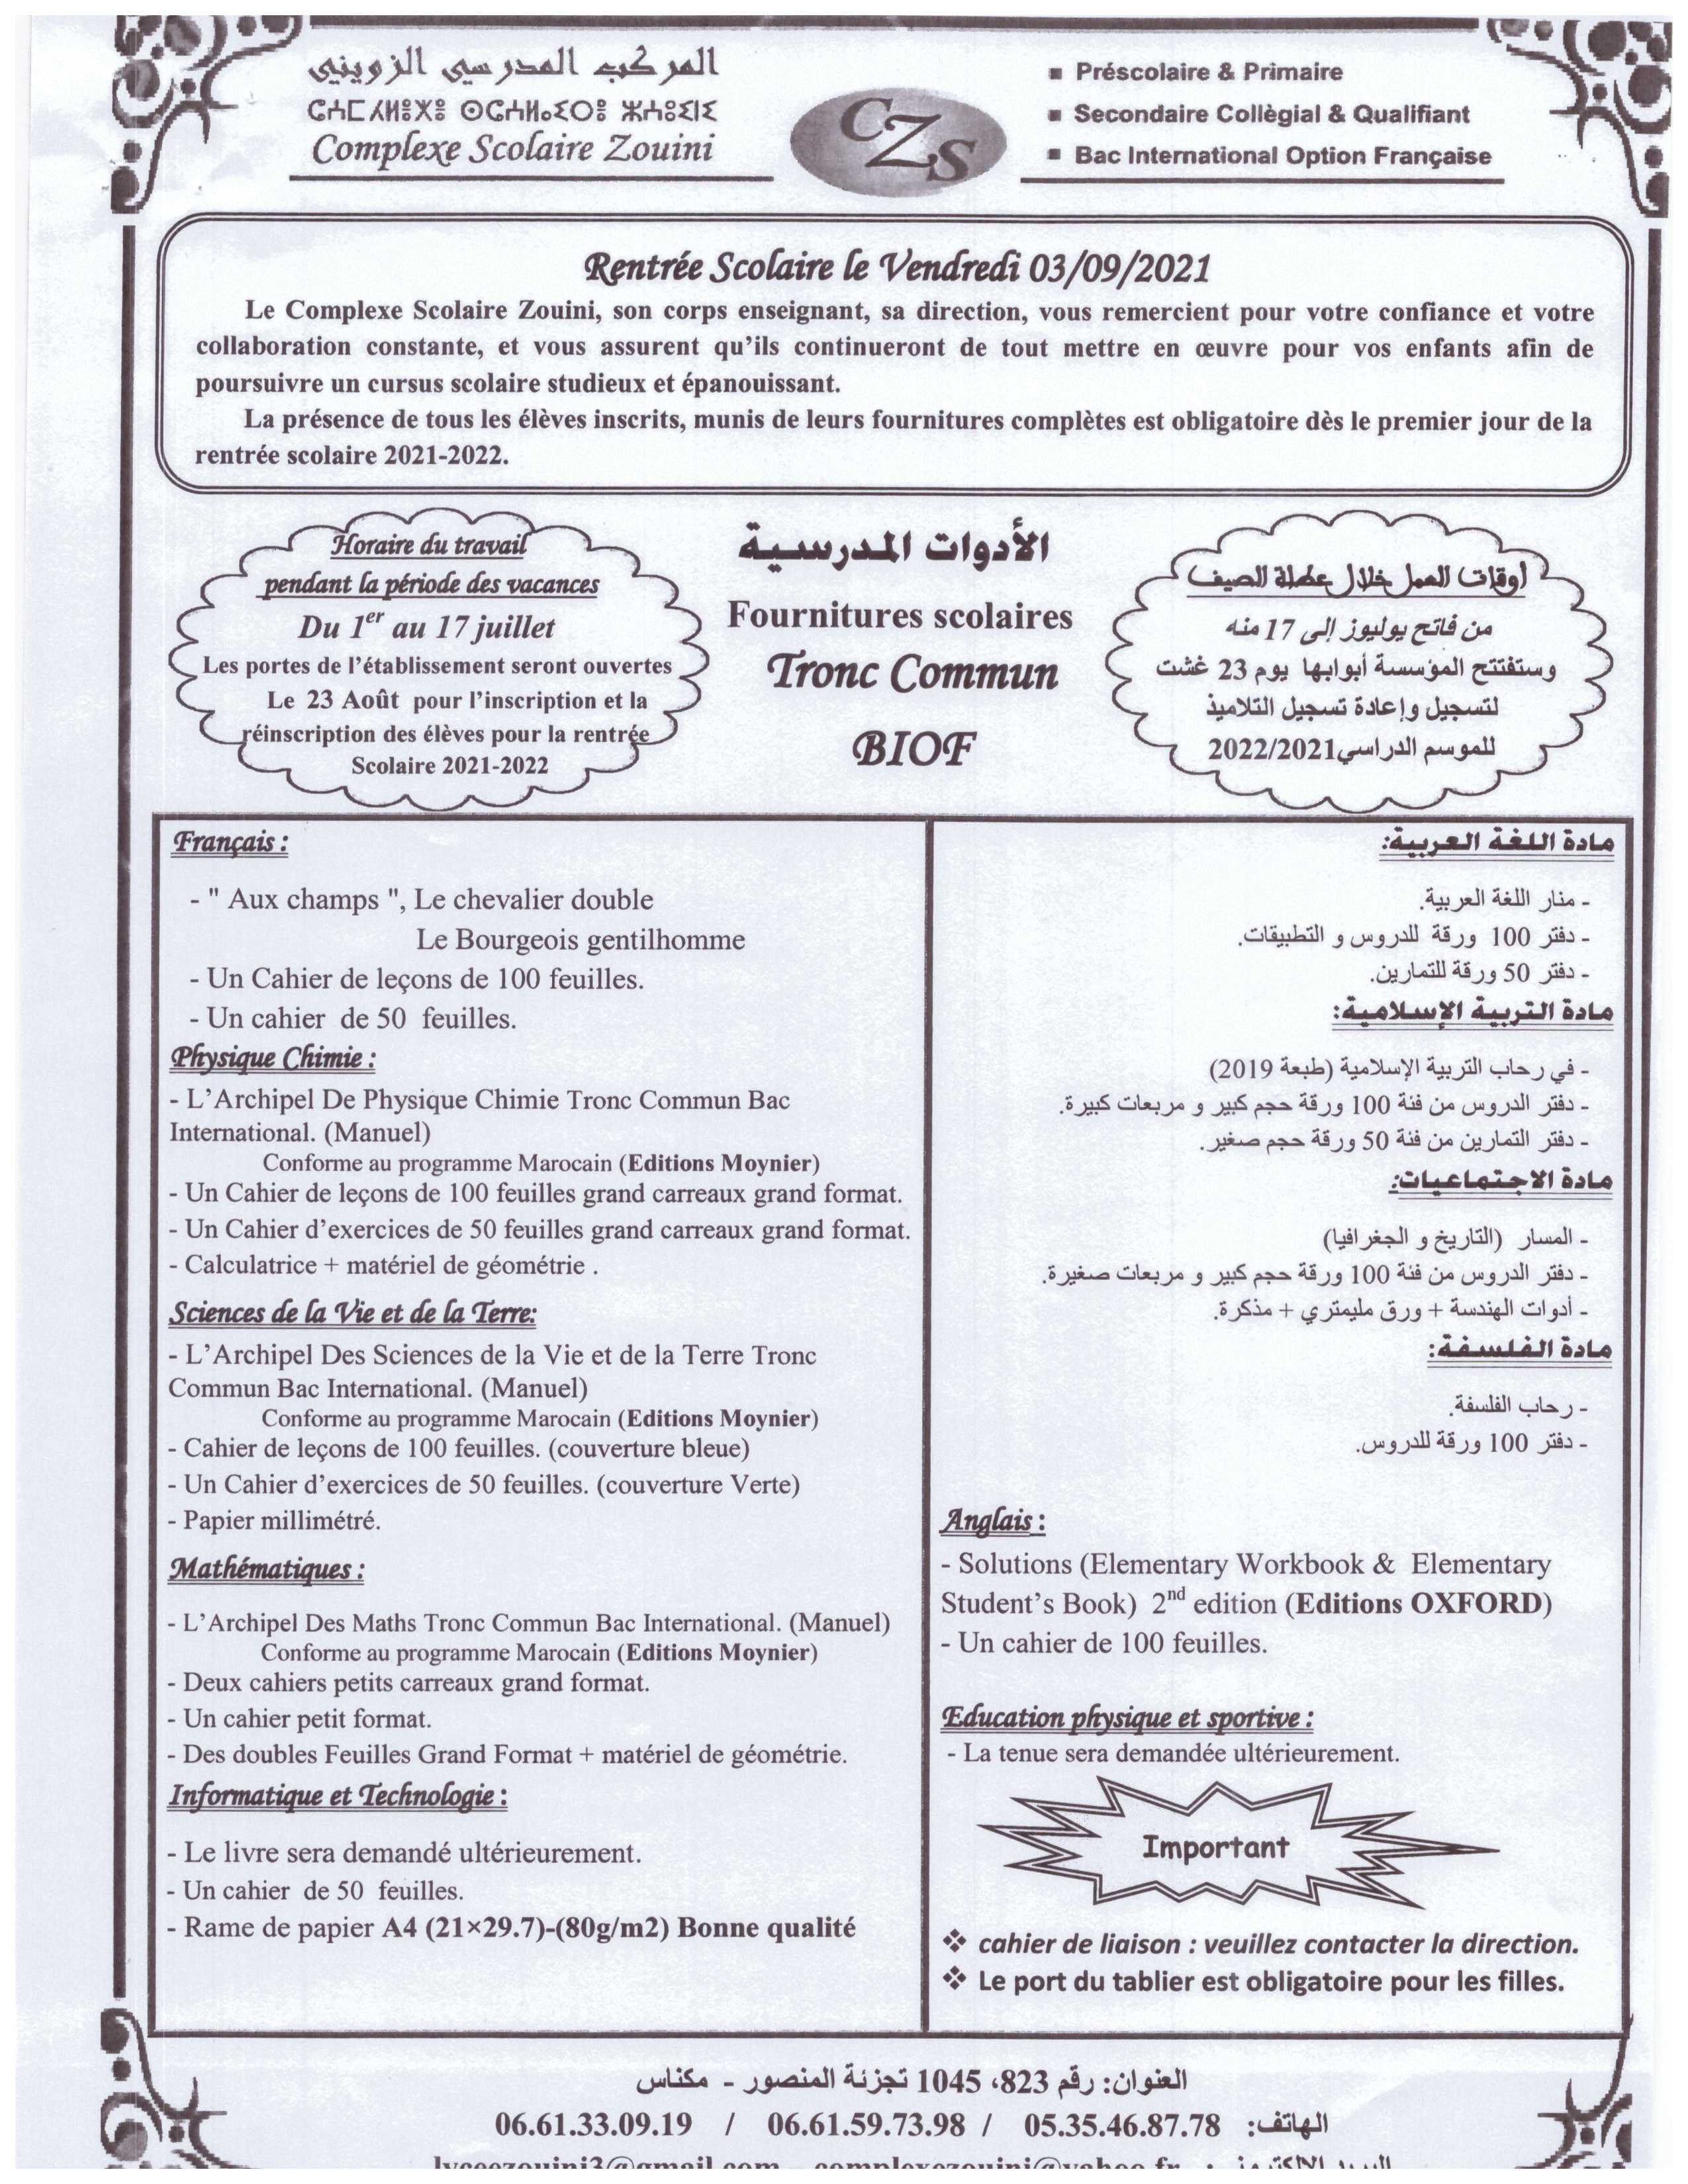 المركب المدرسي الزويني
ⵛⵄⵎⴷⵍⵓⵅⵓ ⵙⵛⵄⵍⴰⵉⵔⵓ ⵣⵄⵓⵉⵏⵉ
Complexe Scolaire Zouini
CZS
▪ Préscolaire & Primaire
▪ Secondaire Collègial & Qualifiant
▪ Bac International Option Française
Rentrée Scolaire le Vendredi 03/09/2021
Le Complexe Scolaire Zouini, son corps enseignant, sa direction, vous remercient pour votre confiance et votre
collaboration constante, et vous assurent qu’ils continueront de tout mettre en œuvre pour vos enfants afin de
poursuivre un cursus scolaire studieux et épanouissant.
La présence de tous les élèves inscrits, munis de leurs fournitures complètes est obligatoire dès le premier jour de la
rentrée scolaire 2021-2022.
Horaire du travail
pendant la période des vacances
Du 1er au 17 juillet
Les portes de l’établissement seront ouvertes
Le 23 Août pour l’inscription et la
réinscription des élèves pour la rentrée
Scolaire 2021-2022
الأدوات المدرسية
Fournitures scolaires
Tronc Commun
BIOF
أوقات العمل خلال عطلة الصيف
من فاتح يوليوز إلى 17 منه
وستفتتح المؤسسة أبوابها يوم 23 غشت
لتسجيل وإعادة تسجيل التلاميذ
للموسم الدراسي2022/2021
Français :
- " Aux champs ", Le chevalier double
Le Bourgeois gentilhomme
- Un Cahier de leçons de 100 feuilles.
- Un cahier de 50 feuilles.
Physique Chimie :
- L’Archipel De Physique Chimie Tronc Commun Bac
International. (Manuel)
Conforme au programme Marocain (Editions Moynier)
- Un Cahier de leçons de 100 feuilles grand carreaux grand format.
- Un Cahier d’exercices de 50 feuilles grand carreaux grand format.
- Calculatrice + matériel de géométrie .
Sciences de la Vie et de la Terre:
- L’Archipel Des Sciences de la Vie et de la Terre Tronc
Commun Bac International. (Manuel)
Conforme au programme Marocain (Editions Moynier)
- Cahier de leçons de 100 feuilles. (couverture bleue)
- Un Cahier d’exercices de 50 feuilles. (couverture Verte)
- Papier millimétré.
Mathématiques :
- L’Archipel Des Maths Tronc Commun Bac International. (Manuel)
Conforme au programme Marocain (Editions Moynier)
- Deux cahiers petits carreaux grand format.
- Un cahier petit format.
- Des doubles Feuilles Grand Format + matériel de géométrie.
Informatique et Technologie :
- Le livre sera demandé ultérieurement.
- Un cahier de 50 feuilles.
- Rame de papier A4 (21×29.7)-(80g/m2) Bonne qualité
مادة اللغة العربية:
- منار اللغة العربية.
- دفتر 100 ورقة للدروس و التطبيقات.
- دفتر 50 ورقة للتمارين.
مادة التربية الإسلامية:
- في رحاب التربية الإسلامية (طبعة 2019)
- دفتر الدروس من فئة 100 ورقة حجم كبير و مربعات كبيرة.
- دفتر التمارين من فئة 50 ورقة حجم صغير.
مادة الاجتماعيات:
- المسار (التاريخ و الجغرافيا)
- دفتر الدروس من فئة 100 ورقة حجم كبير و مربعات صغيرة.
- أدوات الهندسة + ورق مليمتري + مذكرة.
مادة الفلسفة:
- رحاب الفلسفة.
- دفتر 100 ورقة للدروس.
Anglais :
- Solutions (Elementary Workbook & Elementary
Student’s Book) 2nd edition (Editions OXFORD)
- Un cahier de 100 feuilles.
Education physique et sportive :
- La tenue sera demandée ultérieurement.
Important
❖ cahier de liaison : veuillez contacter la direction.
❖ Le port du tablier est obligatoire pour les filles.
العنوان: رقم 823، 1045 تجزئة المنصور - مكناس
الهاتف: 05.35.46.87.78 / 06.61.59.73.98 / 06.61.33.09.19
البريد الالكتروني : lyceezouini3@gmail.com – complexezouini@yahoo.fr